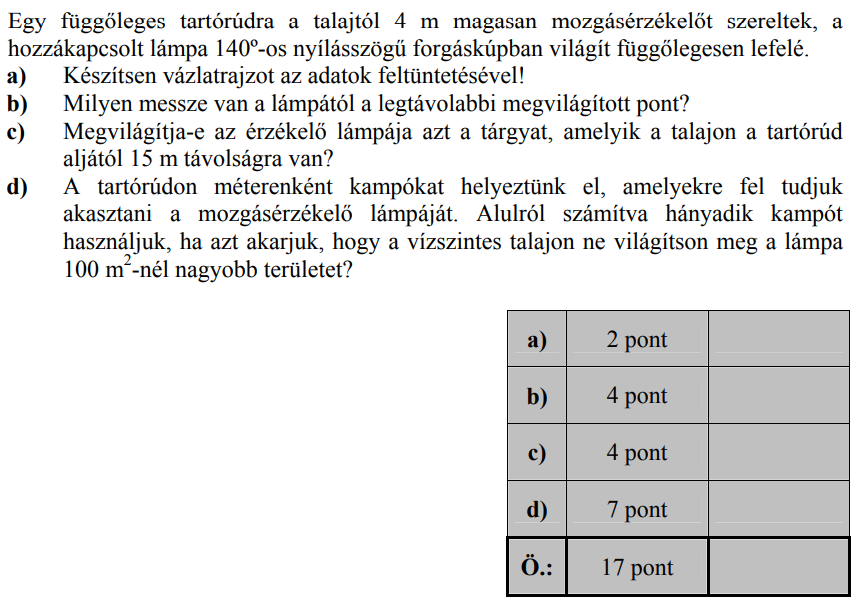 Egy függőleges tartórúdra a talajtól 4 m magasan mozgásérzékelőt szereltek, a
hozzákapcsolt lámpa 140º-os nyílásszögű forgáskúpban világít függőlegesen lefelé.
a) Készítsen vázlatrajzot az adatok feltüntetésével!
b) Milyen messze van a lámpától a legtávolabbi megvilágított pont?
c) Megvilágítja-e az érzékelő lámpája azt a tárgyat, amelyik a talajon a tartórúd
aljától 15 m távolságra van?
d) A tartórúdon méterenként kampókat helyeztünk el, amelyekre fel tudjuk
akasztani a mozgásérzékelő lámpáját. Alulról számítva hányadik kampót
használjuk, ha azt akarjuk, hogy a vízszintes talajon ne világítson meg a lámpa
100 m²-nél nagyobb területet?
a) 2 pont
b) 4 pont
c) 4 pont
d) 7 pont
Ö.: 17 pont